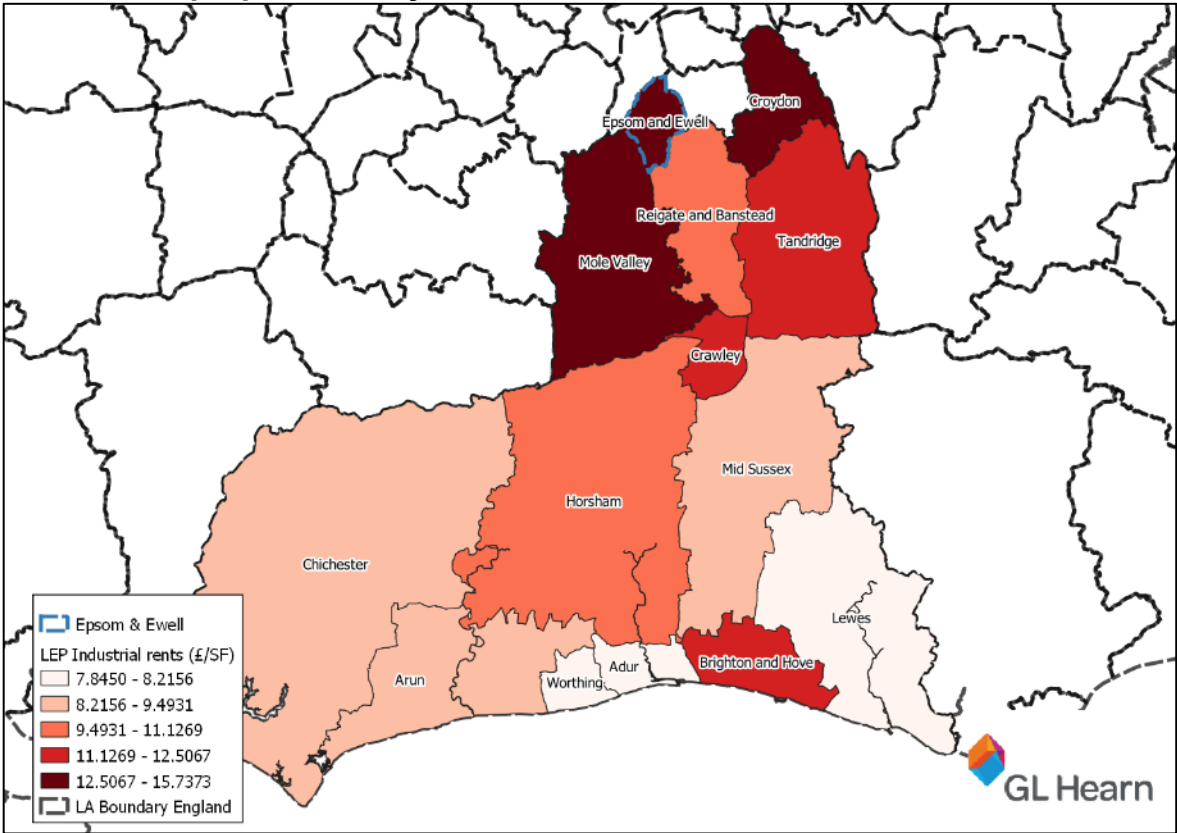 Croydon
Epsom and Ewell
Reigate and Banstead
Tandridge
Mole Valley
Crawley
Mid Sussex
Horsham
Chichester
Lewes
Adur
Brighton and Hove
Arun
Worthing
Epsom & Ewell
LEP Industrial rents (£/SF)
7.8450 - 8.2156
8.2156 - 9.4931
9.4931 - 11.1269
11.1269 - 12.5067
12.5067 - 15.7373
LA Boundary England
GL Hearn